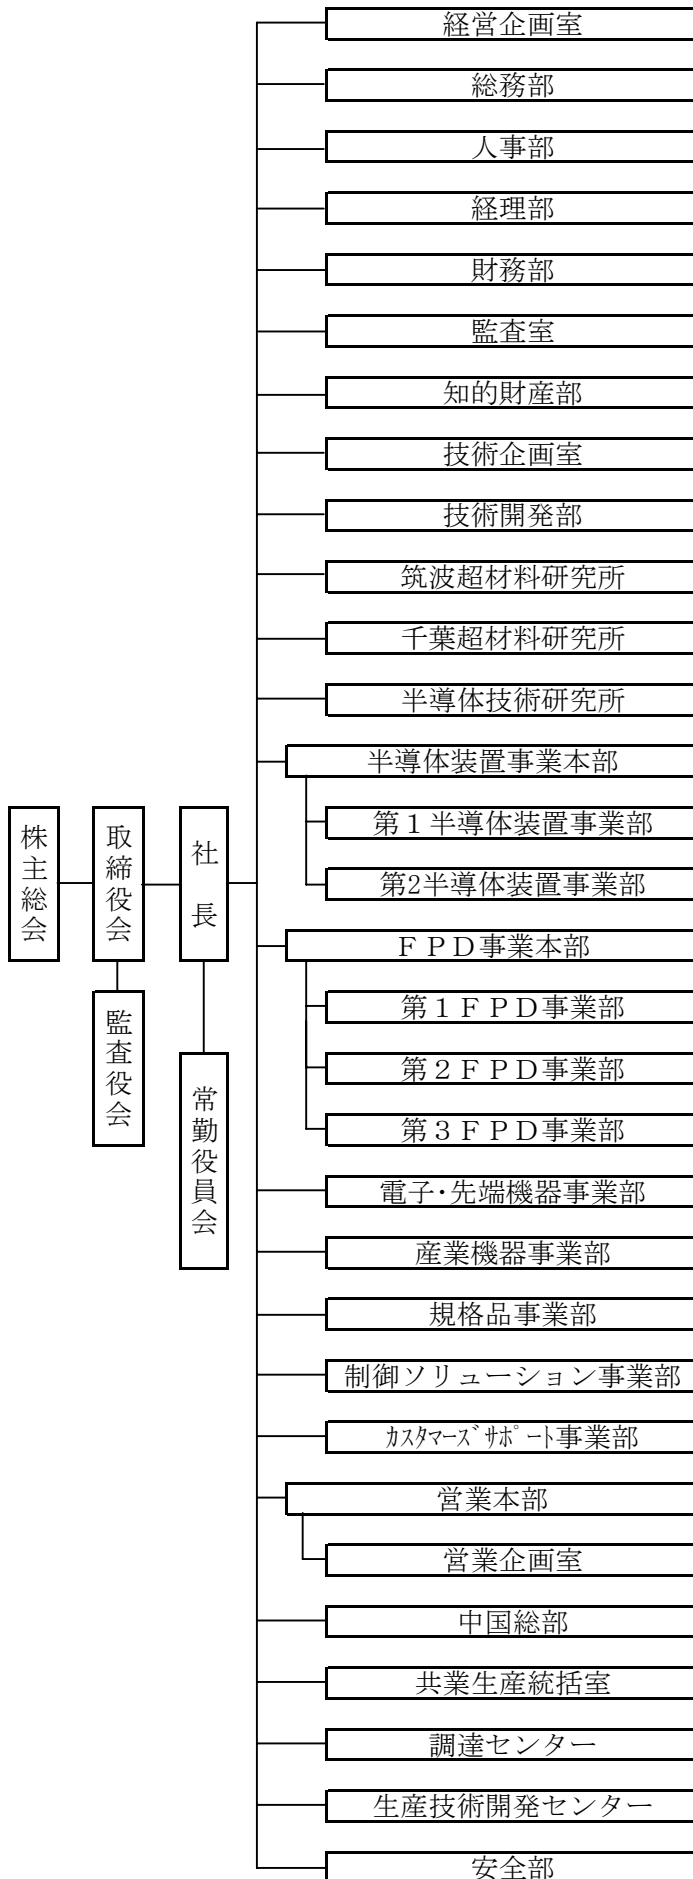 経営企画室
総務部
人事部
経理部
財務部
監査室
知的財産部
技術企画室
技術開発部
筑波超材料研究所
千葉超材料研究所
半導体技術研究所
半導体装置事業本部
第１半導体装置事業部
第2半導体装置事業部
株主総会
取締役会
社長
監査役会
常勤役員会
ＦＰＤ事業本部
第１ＦＰＤ事業部
第２ＦＰＤ事業部
第３ＦＰＤ事業部
電子・先端機器事業部
産業機器事業部
規格品事業部
制御ソリューション事業部
ｶｽﾀﾏｰｽﾞｻﾎﾟｰﾄ事業部
営業本部
営業企画室
中国総部
共業生産統括室
調達センター
生産技術開発センター
安全部